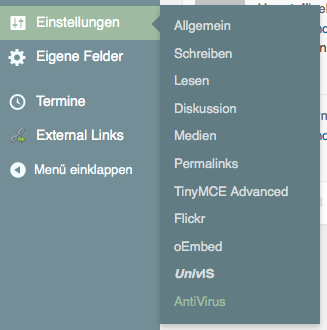 Einstellungen
Eigene Felder
Termine
External Links
Menü einklappen
Allgemein
Schreiben
Lesen
Diskussion
Medien
Permalinks
TinyMCE Advanced
Flickr
oEmbed
UnivIS
AntiVirus